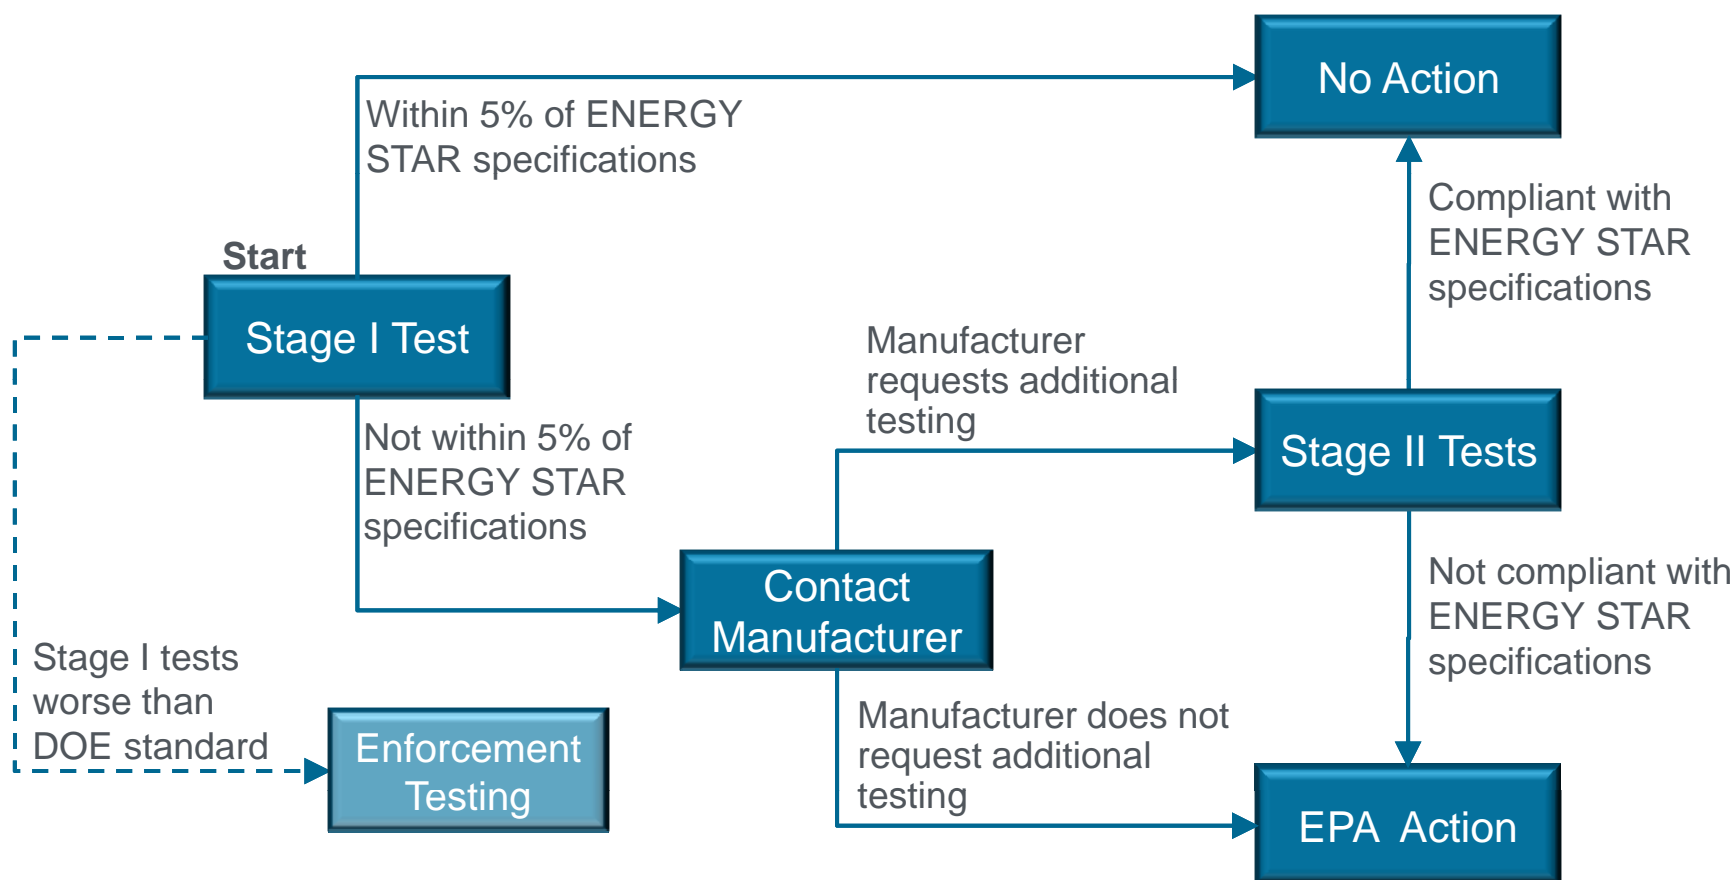 No Action
Within 5% of ENERGY
STAR specifications
Compliant with
ENERGY STAR
specifications
Start
Stage I Test
Manufacturer
requests additional
testing
Not within 5% of
ENERGY STAR
specifications
Stage II Tests
Contact
Manufacturer
Not compliant with
ENERGY STAR
specifications
Stage I tests
worse than
DOE standard
Enforcement
Testing
Manufacturer does not
request additional
testing
EPA  Action